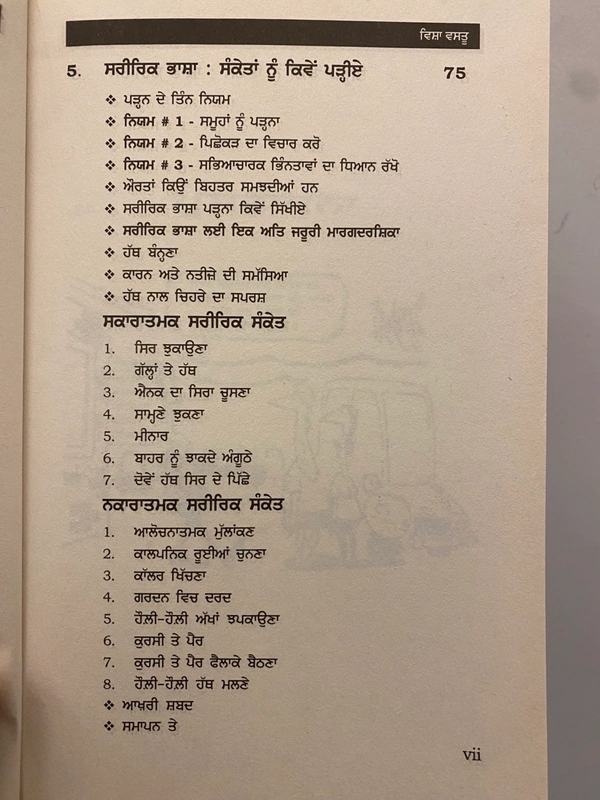 ਵਿਸ਼ਾ ਵਸਤੂ
5. ਸਰੀਰਿਕ ਭਾਸ਼ਾ : ਸੰਕੇਤਾਂ ਨੂੰ ਕਿਵੇਂ ਪੜ੍ਹੀਏ 75
❖ ਪੜ੍ਹਨ ਦੇ ਤਿੰਨ ਨਿਯਮ
❖ ਨਿਯਮ # 1 - ਸਮੂਹਾਂ ਨੂੰ ਪੜ੍ਹਨਾ
❖ ਨਿਯਮ # 2 - ਪਿਛੋਕੜ ਦਾ ਵਿਚਾਰ ਕਰੋ
❖ ਨਿਯਮ # 3 - ਸਭਿਆਚਾਰਕ ਭਿੰਨਤਾਵਾਂ ਦਾ ਧਿਆਨ ਰੱਖੋ
❖ ਔਰਤਾਂ ਕਿਉਂ ਬਿਹਤਰ ਸਮਝਦੀਆਂ ਹਨ
❖ ਸਰੀਰਿਕ ਭਾਸ਼ਾ ਪੜ੍ਹਨਾ ਕਿਵੇਂ ਸਿੱਖੀਏ
❖ ਸਰੀਰਿਕ ਭਾਸ਼ਾ ਲਈ ਇਕ ਅਤਿ ਜਰੂਰੀ ਮਾਰਗਦਰਸ਼ਿਕਾ
❖ ਹੱਥ ਬੰਨ੍ਹਣਾ
❖ ਕਾਰਨ ਅਤੇ ਨਤੀਜ਼ੇ ਦੀ ਸਮੱਸਿਆ
❖ ਹੱਥ ਨਾਲ ਚਿਹਰੇ ਦਾ ਸਪਰਸ਼
ਸਕਾਰਾਤਮਕ ਸਰੀਰਿਕ ਸੰਕੇਤ
1. ਸਿਰ ਝੁਕਾਉਣਾ
2. ਗੱਲ੍ਹਾਂ ਤੇ ਹੱਥ
3. ਐਨਕ ਦਾ ਸਿਰਾ ਚੂਸਣਾ
4. ਸਾਮ੍ਹਣੇ ਝੁਕਣਾ
5. ਮੀਨਾਰ
6. ਬਾਹਰ ਨੂੰ ਝਾਕਦੇ ਅੰਗੂਠੇ
7. ਦੋਵੇਂ ਹੱਥ ਸਿਰ ਦੇ ਪਿੱਛੇ
ਨਕਾਰਾਤਮਕ ਸਰੀਰਿਕ ਸੰਕੇਤ
1. ਆਲੋਚਨਾਤਮਕ ਮੁੱਲਾਂਕਣ
2. ਕਾਲਪਨਿਕ ਰੂਈਆਂ ਚੁਨਣਾ
3. ਕਾੱਲਰ ਖਿੱਚਣਾ
4. ਗਰਦਨ ਵਿਚ ਦਰਦ
5. ਹੌਲੀ-ਹੌਲੀ ਅੱਖਾਂ ਝਪਕਾਉਣਾ
6. ਕੁਰਸੀ ਤੇ ਪੈਰ
7. ਕੁਰਸੀ ਤੇ ਪੈਰ ਫੈਲਾਕੇ ਬੈਠਣਾ
8. ਹੌਲੀ-ਹੌਲੀ ਹੱਥ ਮਲਣੇ
❖ ਆਖ਼ਰੀ ਸ਼ਬਦ
❖ ਸਮਾਪਨ ਤੇ
vii